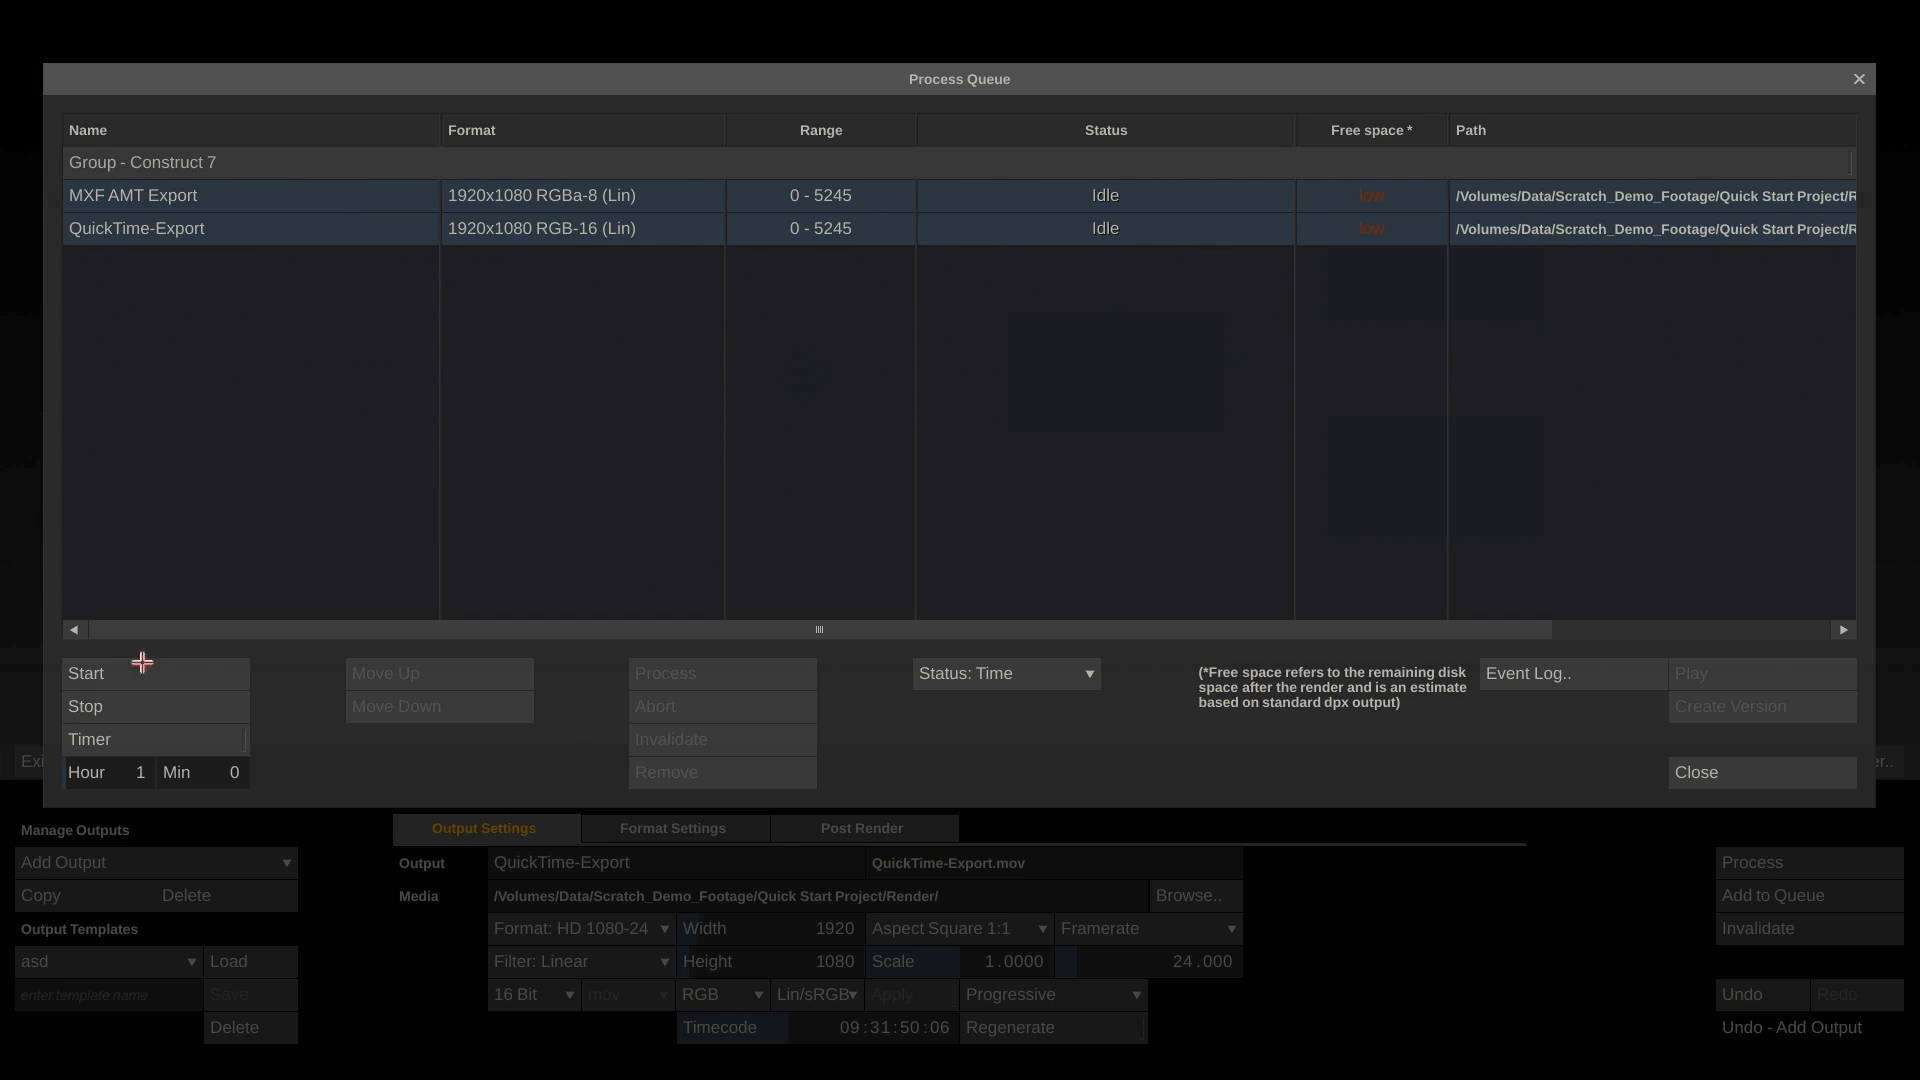 Process Queue
Name Format Range Status Free space * Path
Group - Construct 7
MXF AMT Export 1920x1080 RGBa-8 (Lin) 0 - 5245 Idle low /Volumes/Data/Scratch_Demo_Footage/Quick Start Project/R
QuickTime-Export 1920x1080 RGB-16 (Lin) 0 - 5245 Idle low /Volumes/Data/Scratch_Demo_Footage/Quick Start Project/R
Start Move Up Process Status: Time (*Free space refers to the remaining disk Event Log.. Play
space after the render and is an estimate
Stop Move Down Abort based on standard dpx output) Create Version
Timer Invalidate
Exi er..
Hour 1 Min 0 Remove Close
Manage Outputs Output Settings Format Settings Post Render
Add Output Output QuickTime-Export QuickTime-Export.mov Process
Copy Delete Media /Volumes/Data/Scratch_Demo_Footage/Quick Start Project/Render/ Browse.. Add to Queue
Output Templates Format: HD 1080-24 Width 1920 Aspect Square 1:1 Framerate Invalidate
asd Load Filter: Linear Height 1080 Scale 1.0000 24.000
enter template name Save 16 Bit mov RGB Lin/sRGB Apply Progressive Undo Redo
Delete Timecode 09:31:50:06 Regenerate Undo - Add Output